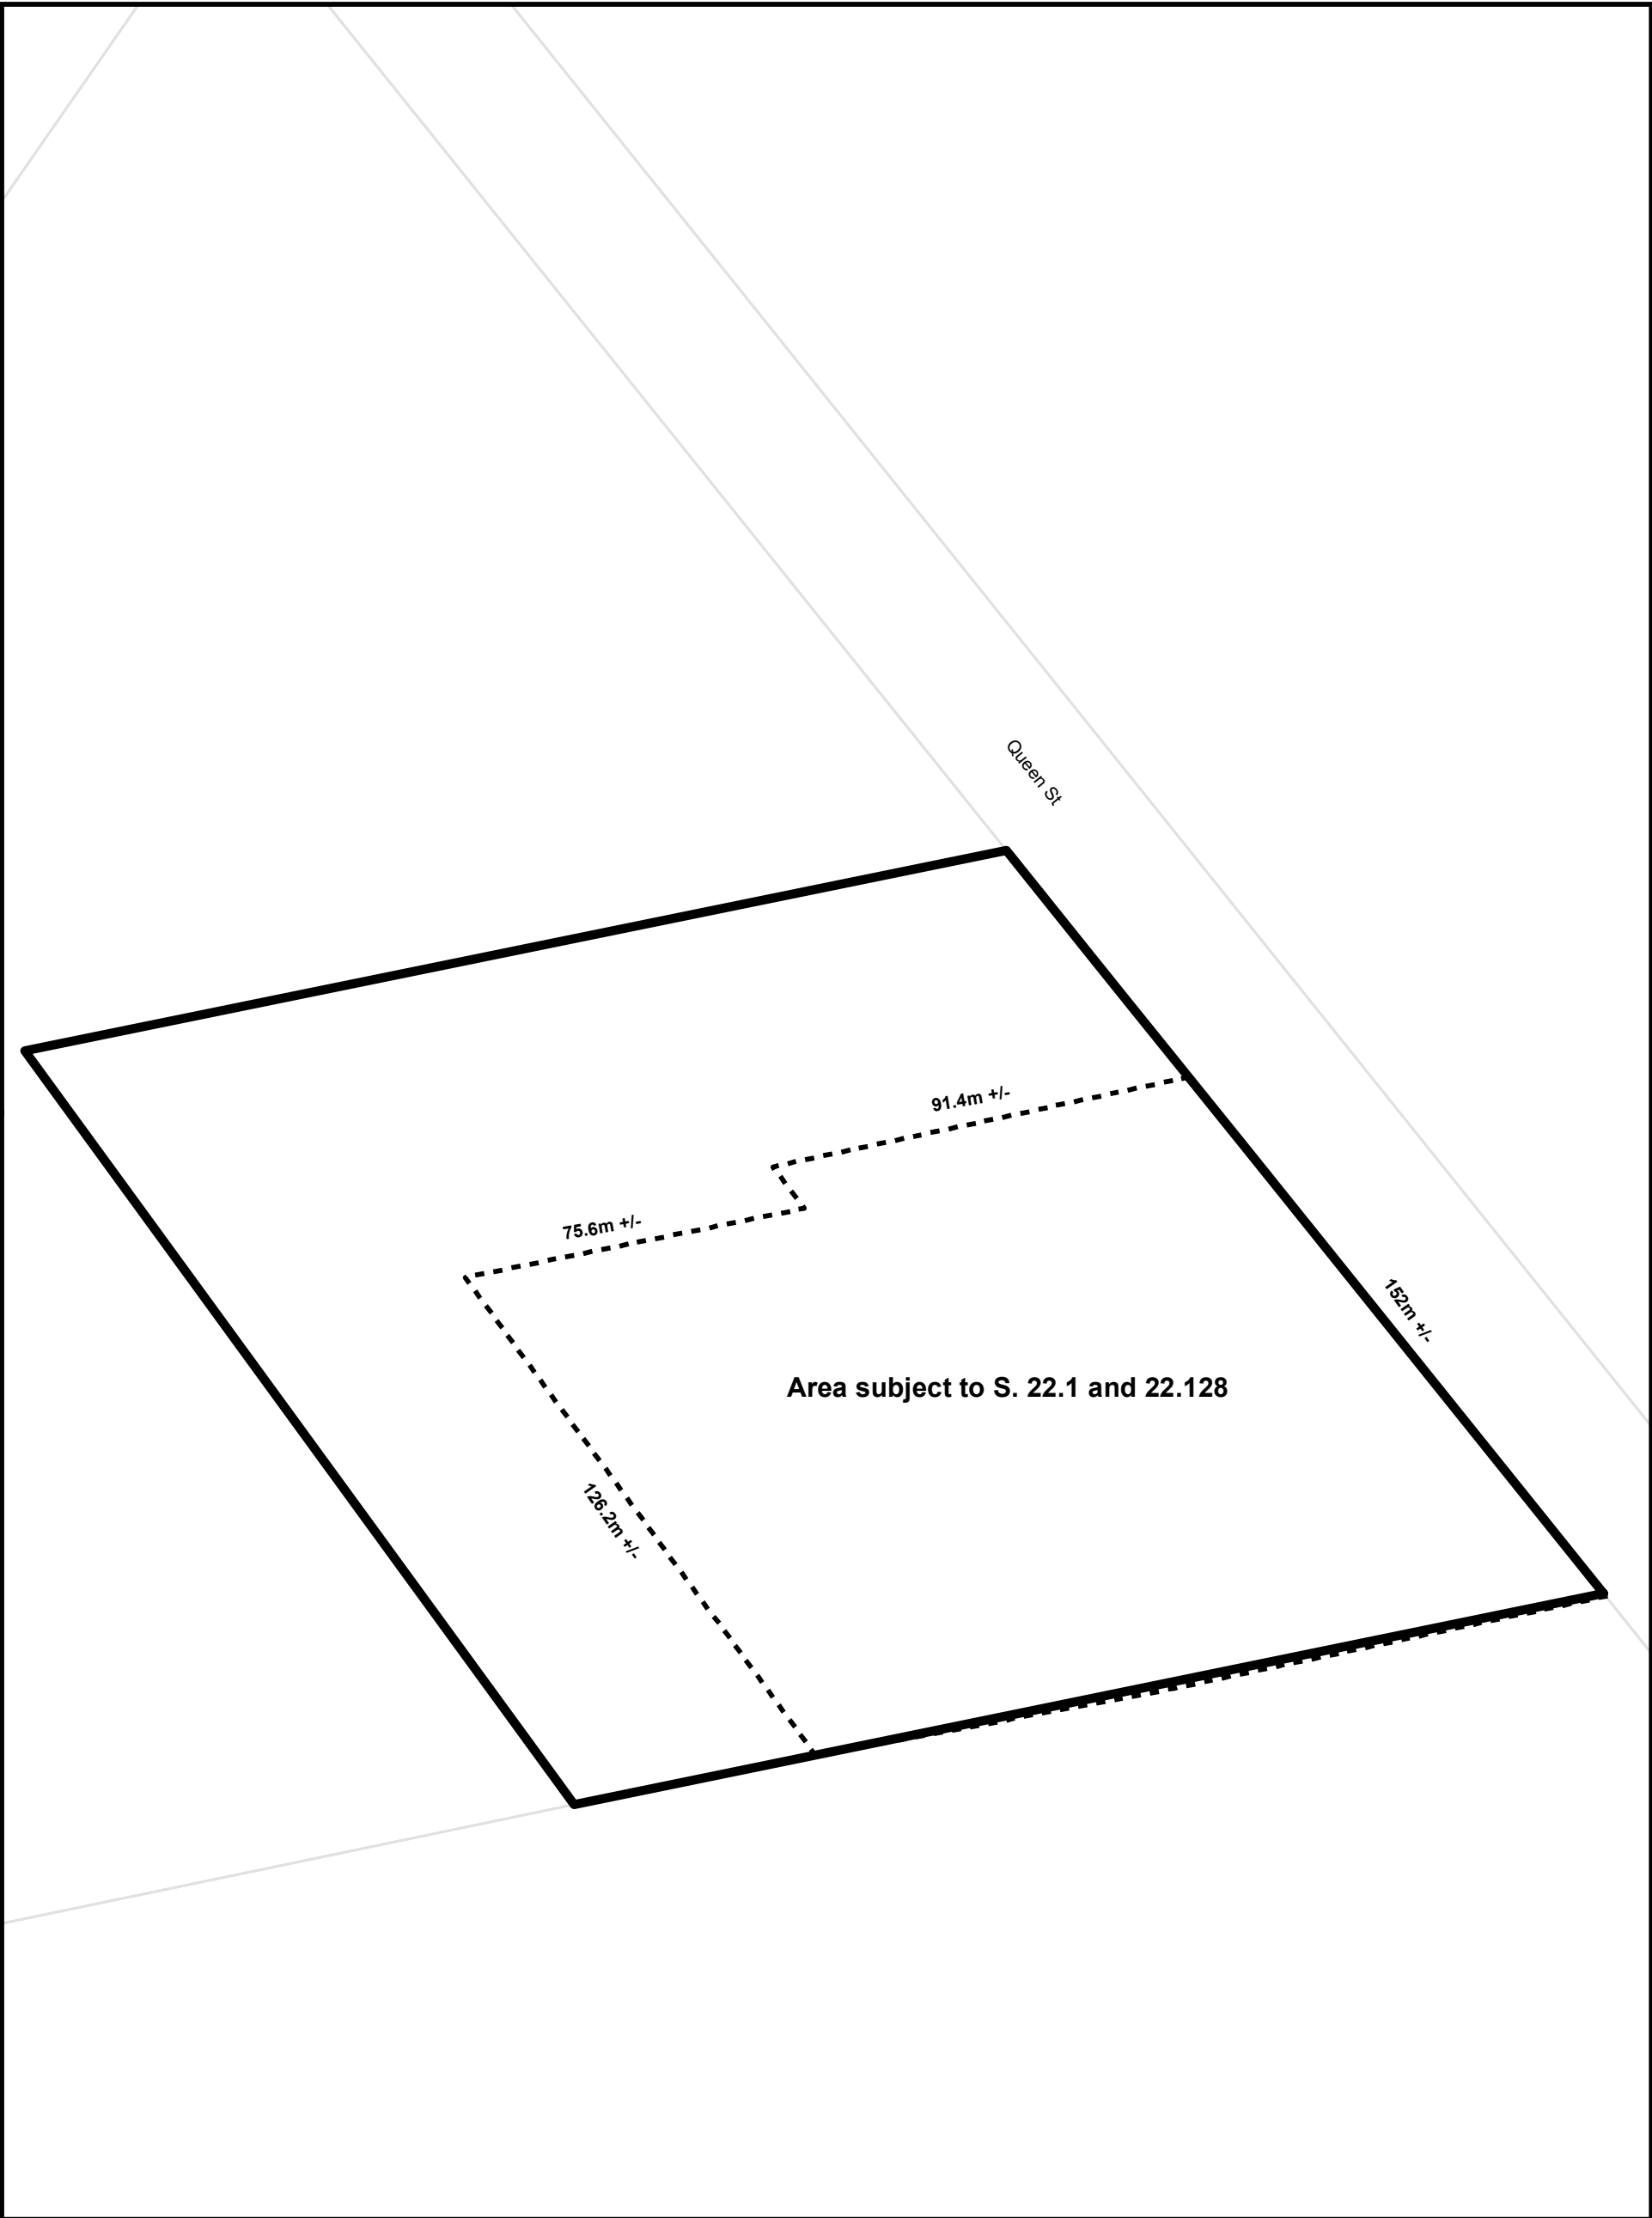 Queen St
91.4m +/-
75.6m +/-
152m +/-
Area subject to S. 22.1 and 22.128
126.2m +/-